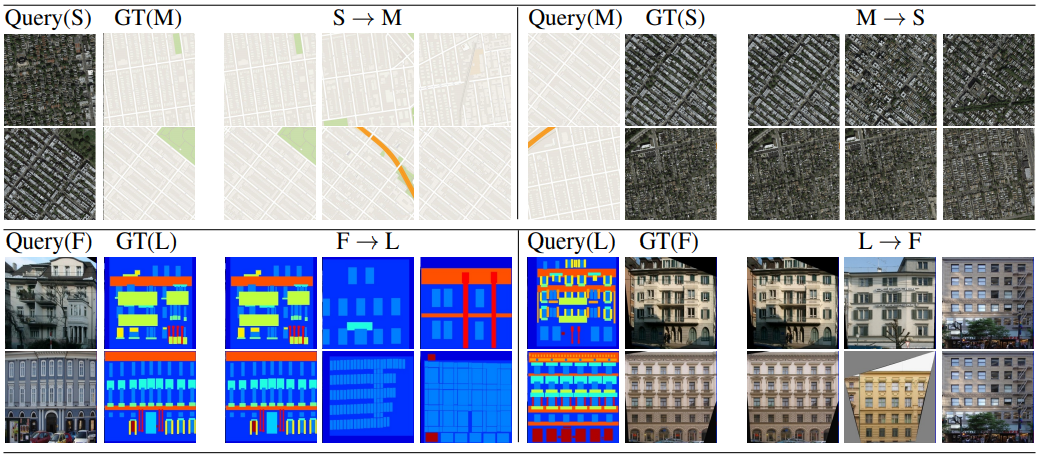 Query(S) GT(M) S → M Query(M) GT(S) M → S
Query(F) GT(L) F → L Query(L) GT(F) L → F